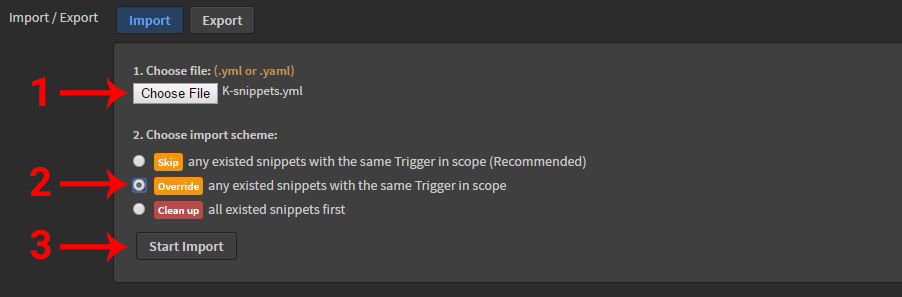 Import / Export
Import
Export
1. Choose file: (.yml or .yaml)
1
Choose File K-snippets.yml
2. Choose import scheme:
Skip any existed snippets with the same Trigger in scope (Recommended)
2
Override any existed snippets with the same Trigger in scope
Clean up all existed snippets first
3
Start Import